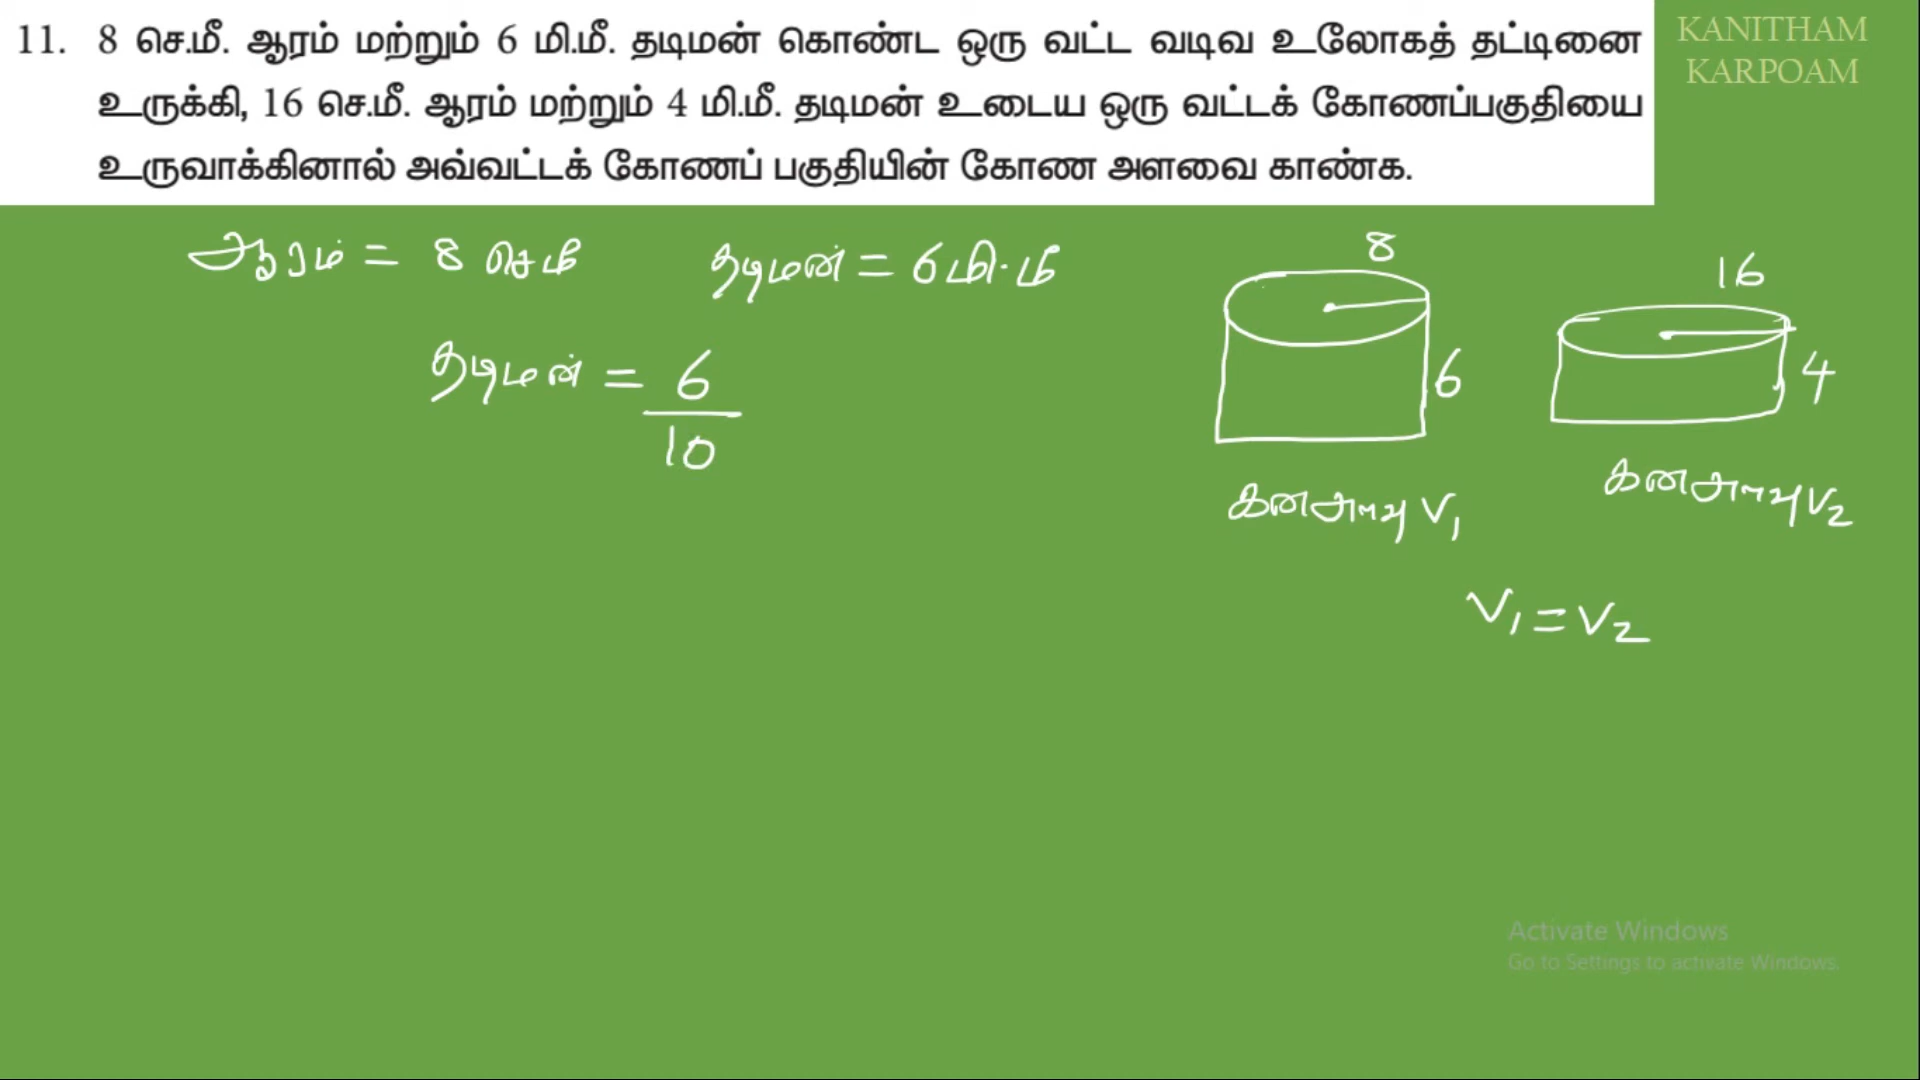 11. 8 செ.மீ. ஆரம் மற்றும் 6 மி.மீ. தடிமன் கொண்ட ஒரு வட்ட வடிவ உலோகத் தட்டினை
உருக்கி, 16 செ.மீ. ஆரம் மற்றும் 4 மி.மீ. தடிமன் உடைய ஒரு வட்டக் கோணப்பகுதியை
உருவாக்கினால் அவ்வட்டக் கோணப் பகுதியின் கோண அளவை காண்க.
KANITHAM
KARPOAM
ஆரம் = 8 செமீ தடிமன் = 6 மி.மீ
தடிமன் = 6
10
8
6
16
4
கனஅளவு V₁
கனஅளவு V₂
V₁ = V₂
Activate Windows
Go to Settings to activate Windows.